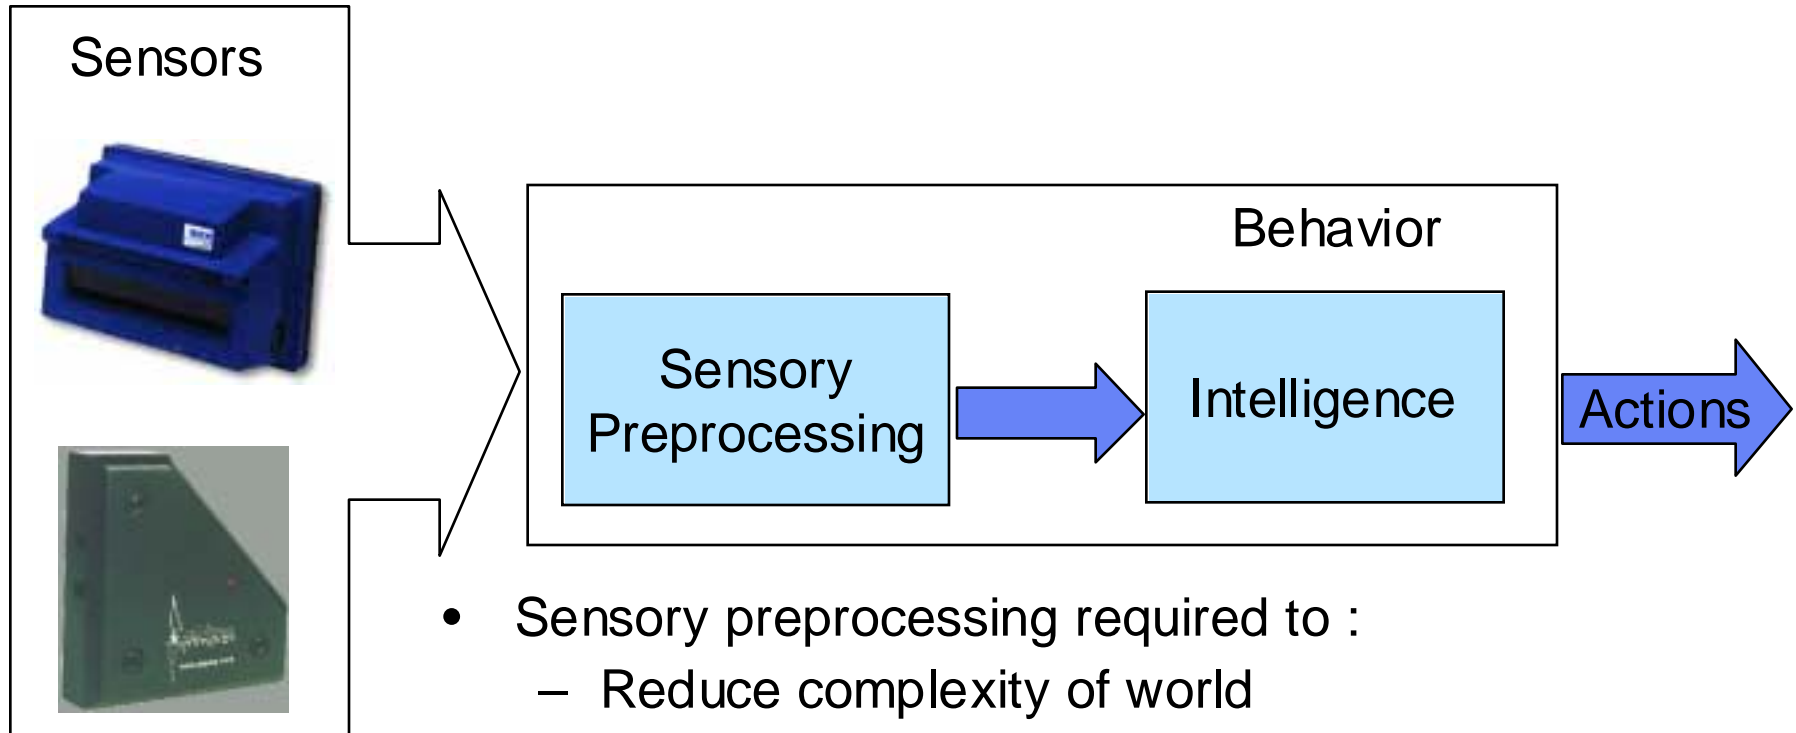 Sensors
Behavior
Sensory
Preprocessing
Intelligence
Actions
• Sensory preprocessing required to :
– Reduce complexity of world